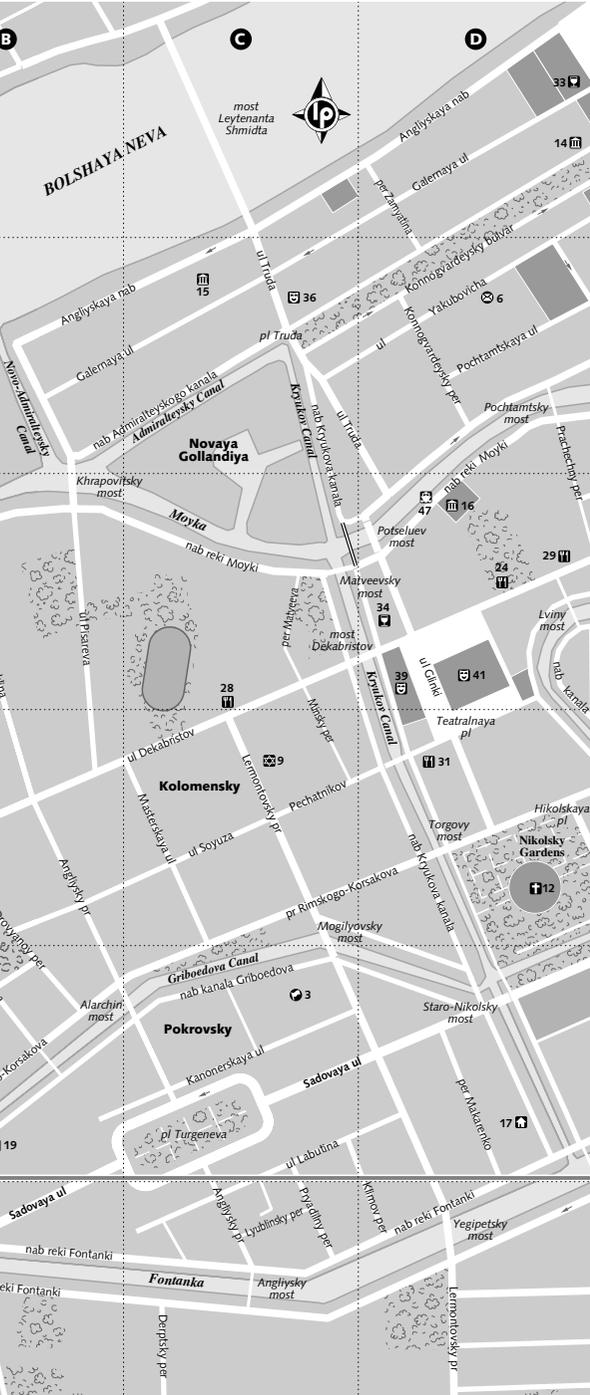 B
C
D
33
most
Leytenanta
Shmidta
lp
Angliyskaya nab
14
BOLSHAYA NEVA
Galernaya ul
per Zamyatina
Konnogvardeysky bulvar
ul Truda
15
36
Yakubovicha
6
Angliyskaya nab
Konnogvardeysky per
pl Truda
ul
Pochtamtskaya ul
Galernaya ul
Novo-Admiralteysky
Canal
nab Admiralteyskogo kanala
Admiralteysky Canal
Kryukov Canal
nab Kryukova kanala
ul Truda
Pochtamtsky
most
Novaya
Gollandiya
Prachechny per
nab reki Moyki
Khrapovitsky
most
47
16
Moyka
Potseluev
most
nab reki Moyki
29
24
Matveevsky
most
per Matveeva
34
ul Pisareva
Lviny
most
most
Dekabristov
ul Glinki
39
41
nab
kanala
28
Kryukov Canal
Minsky per
Teatralnaya
pl
ul Dekabristov
9
31
Lermontovsky pr
Kolomensky
Pechatnikov
Masterskaya ul
Hikolskaya
pl
Torgovy
most
ul Soyuza
Nikolsky
Gardens
nab Kryukova kanala
Angliysky pr
12
pr Rimskogo-Korsakova
Mogilyovsky
most
Griboedova Canal
nab kanala Griboedova
3
Alarchin
most
Staro-Nikolsky
most
Pokrovsky
Kanonerskaya ul
Sadovaya ul
per Makarenko
17
pl Turgeneva
19
ul Labutina
Sadovaya ul
Angliysky pr
Lyublinsky per
Pryadilny per
Klimov per
nab reki Fontanki
Yegipetsky
most
nab reki Fontanki
Fontanka
Anglíysky
most
reki Fontanki
Derptsky per
Lermontovsky pr